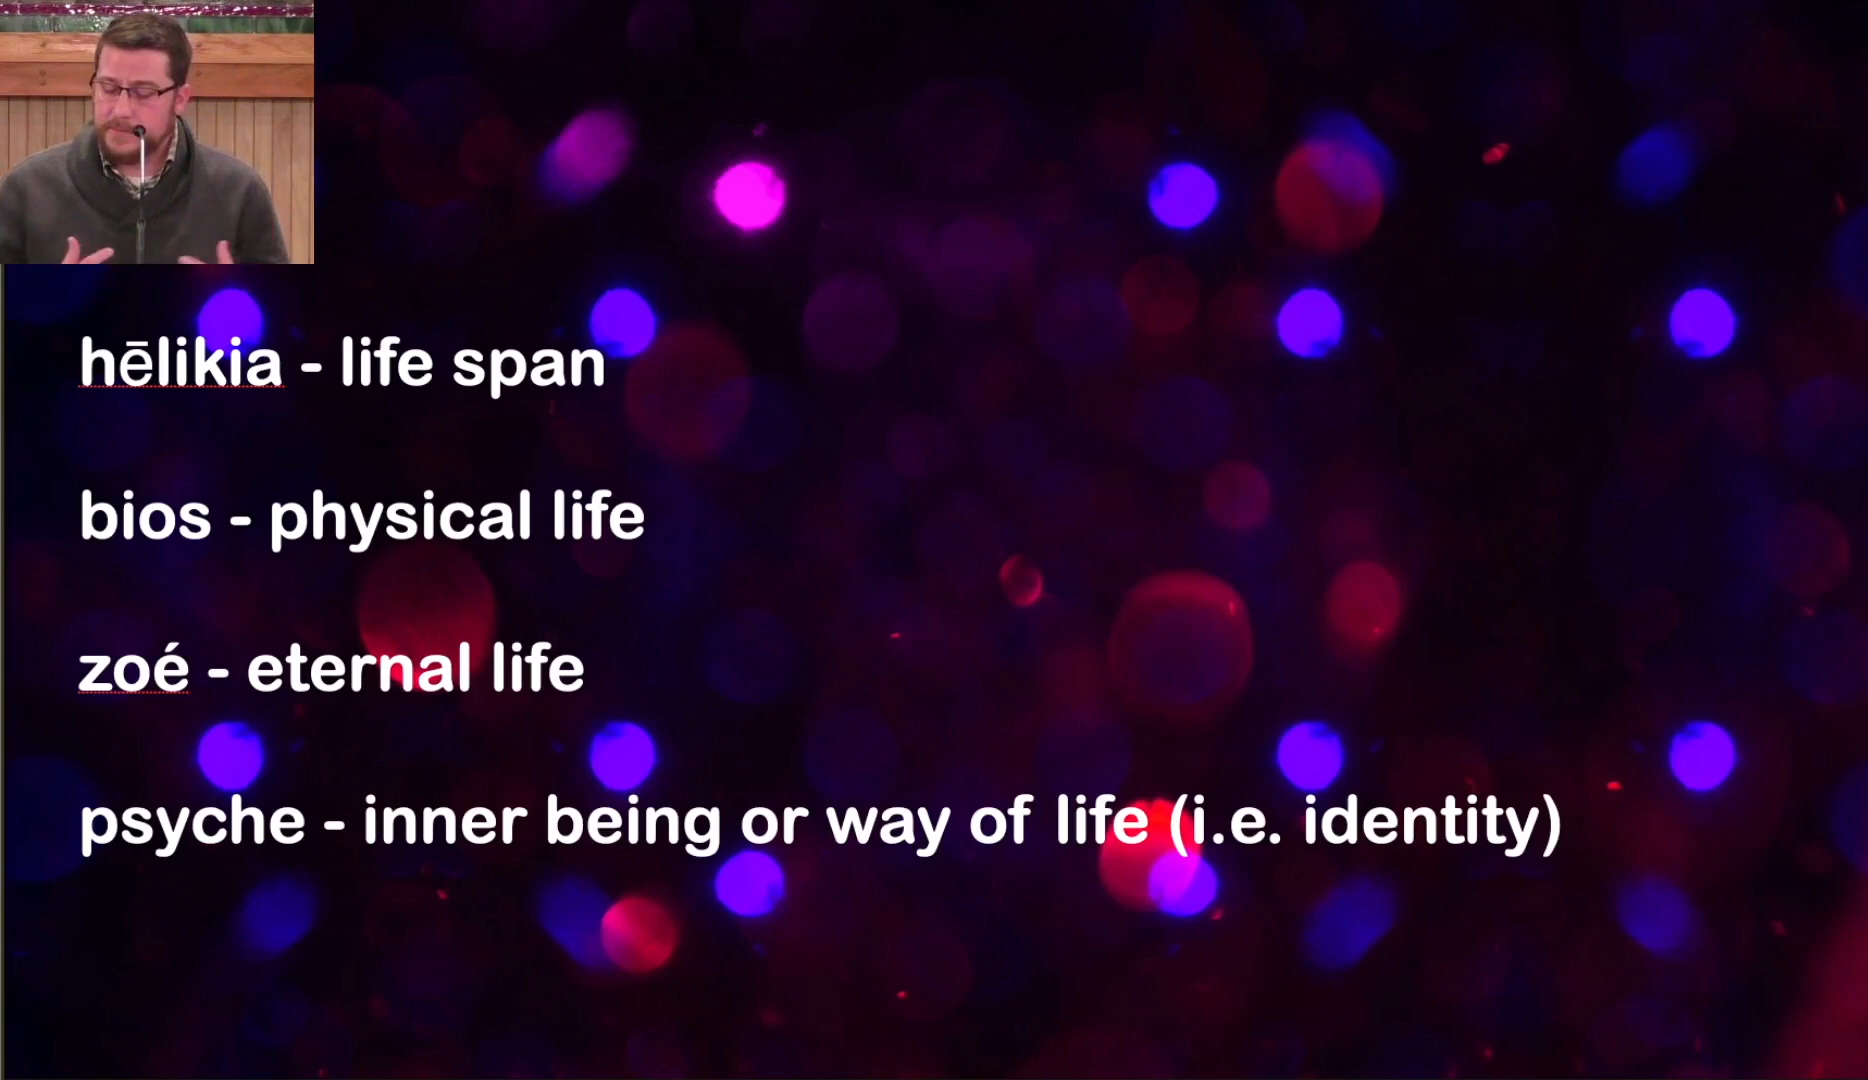 hēlikia - life span
bios - physical life
zoé - eternal life
psyche - inner being or way of life (i.e. identity)